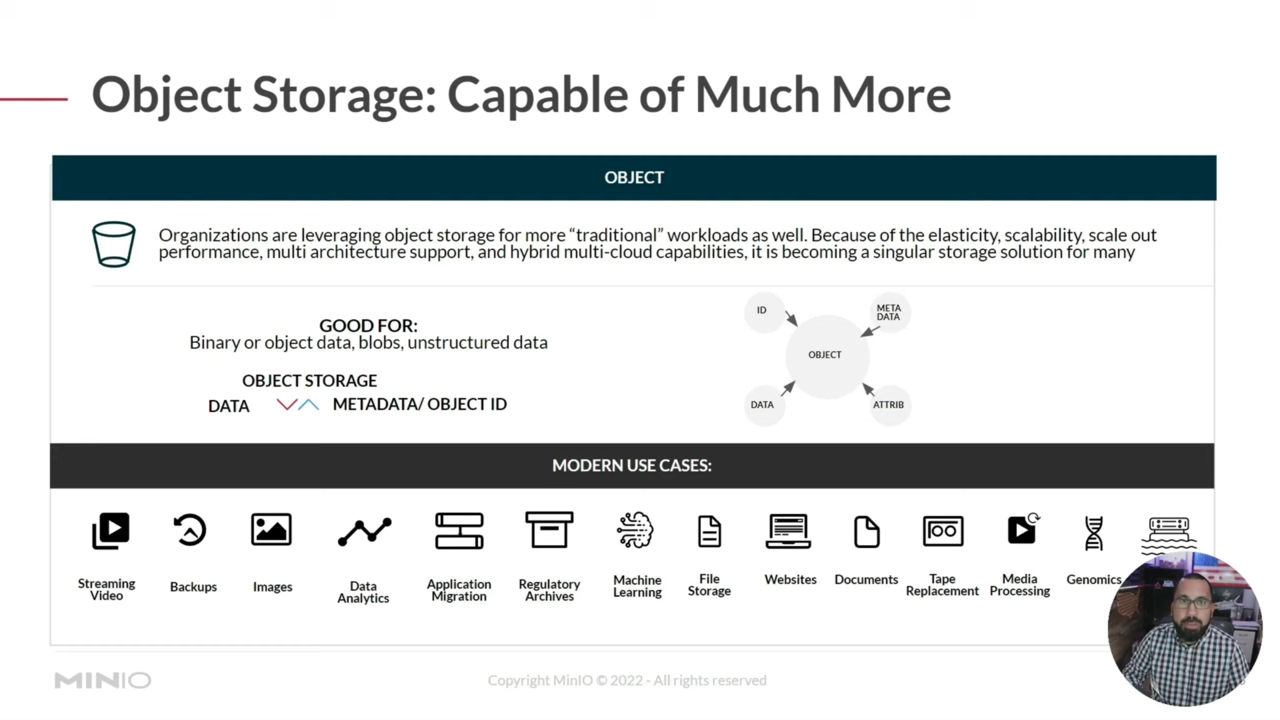 Object Storage: Capable of Much More
OBJECT
Organizations are leveraging object storage for more “traditional” workloads as well. Because of the elasticity, scalability, scale out
performance, multi architecture support, and hybrid multi-cloud capabilities, it is becoming a singular storage solution for many
GOOD FOR:
Binary or object data, blobs, unstructured data
OBJECT STORAGE
DATA
METADATA/ OBJECT ID
ID
META
DATA
OBJECT
DATA
ATTRIB
MODERN USE CASES:
Streaming
Video
Backups
Images
Data
Analytics
Application
Migration
Regulatory
Archives
Machine
Learning
File
Storage
Websites
Documents
Tape
Replacement
Media
Processing
Genomics
MINIO
Copyright MinIO © 2022 - All rights reserved